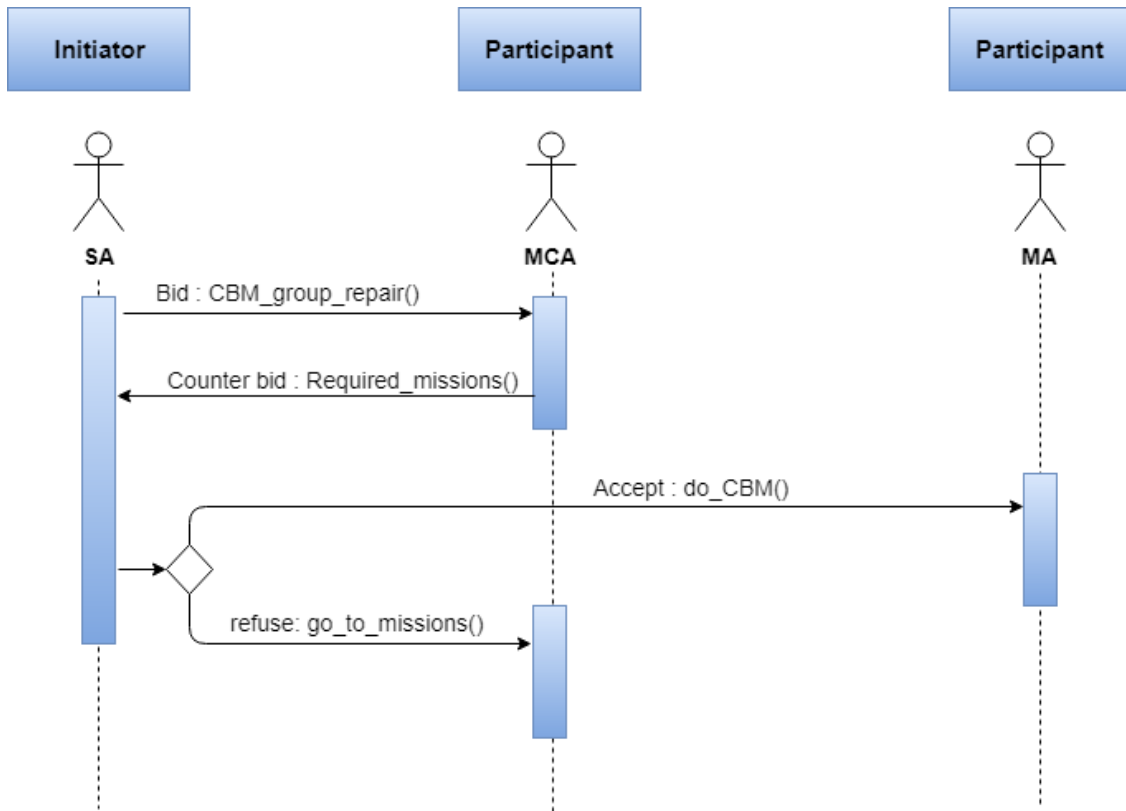 Initiator
Participant
Participant
SA
MCA
MA
Bid : CBM_group_repair()
Counter bid : Required_missions()
Accept : do_CBM()
refuse: go_to_missions()